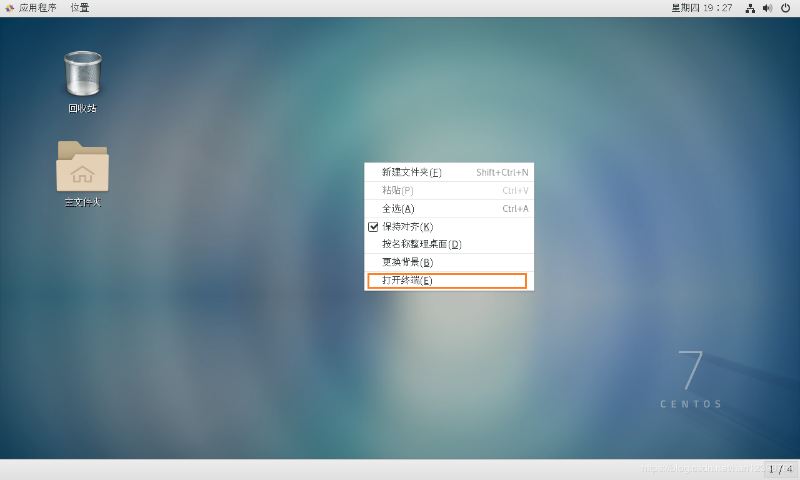 应用程序 位置 星期四 19：27
回收站
主文件夹
新建文件夹(F) Shift+Ctrl+N
粘贴(P) Ctrl+V
全选(A) Ctrl+A
保持对齐(K)
按名称整理桌面(D)
更换背景(B)
打开终端(E)
7
CENTOS
1 / 4